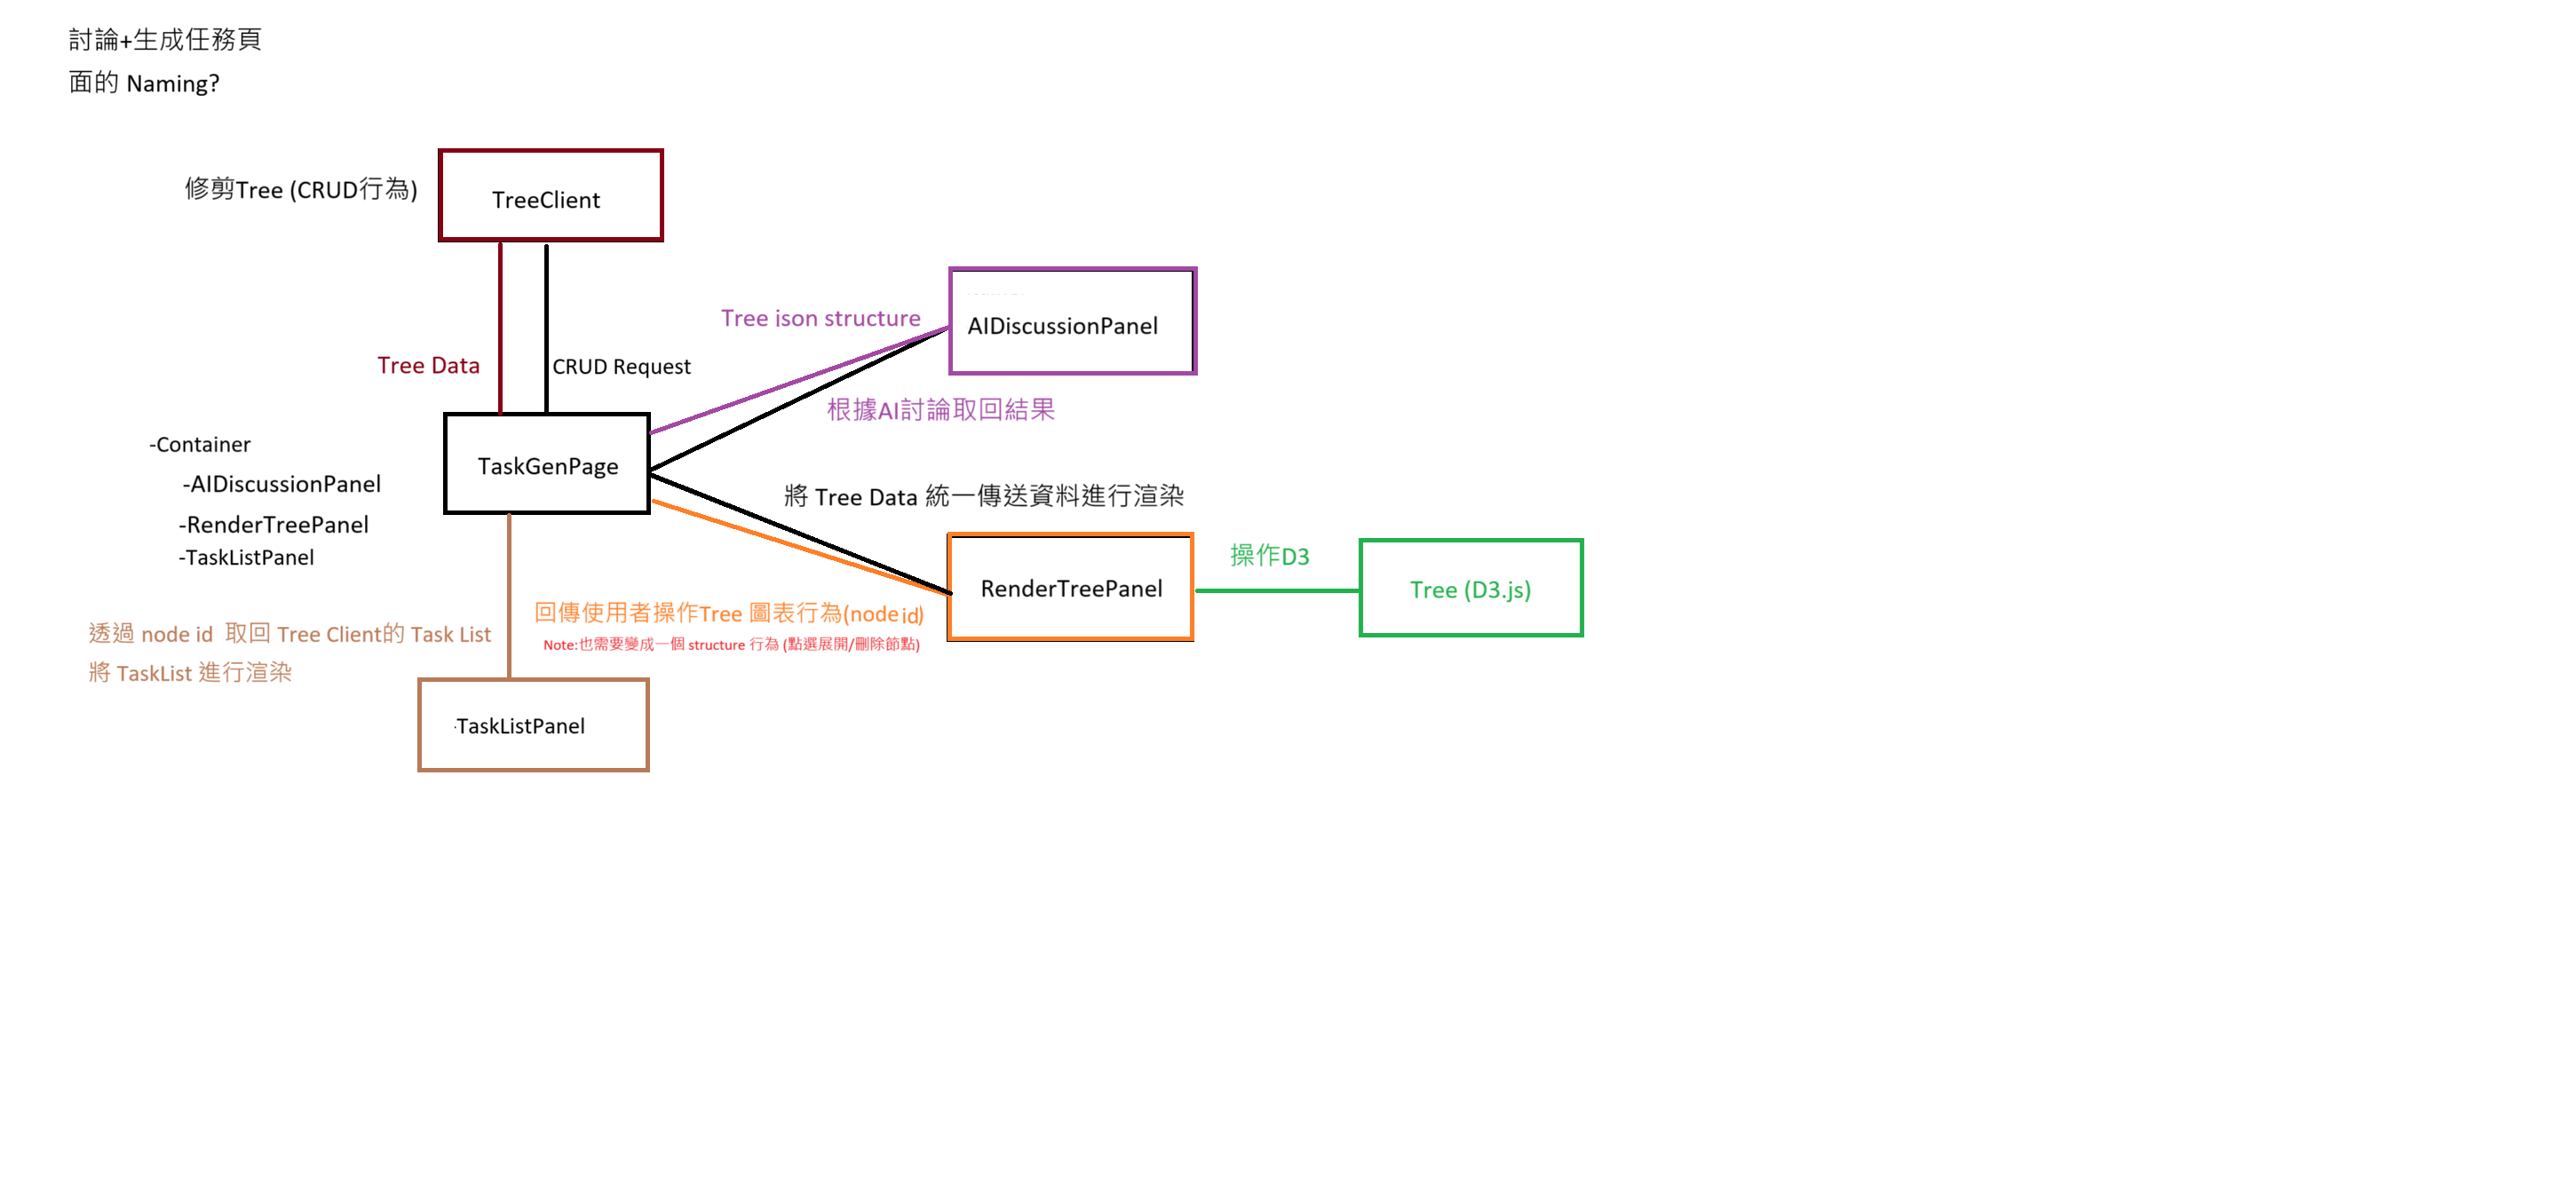 討論+生成任務頁
面的 Naming?
修剪Tree (CRUD行為)
TreeClient
Tree ison structure
AIDiscussionPanel
Tree Data
CRUD Request
根據AI討論取回結果
-Container
TaskGenPage
-AIDiscussionPanel
將 Tree Data 統一傳送資料進行渲染
-RenderTreePanel
-TaskListPanel
操作D3
RenderTreePanel
Tree (D3.js)
回傳使用者操作Tree 圖表行為(node id)
Note:也需要變成一個 structure 行為 (點選展開/刪除節點)
透過 node id 取回 Tree Client的 Task List
將 TaskList 進行渲染
-TaskListPanel